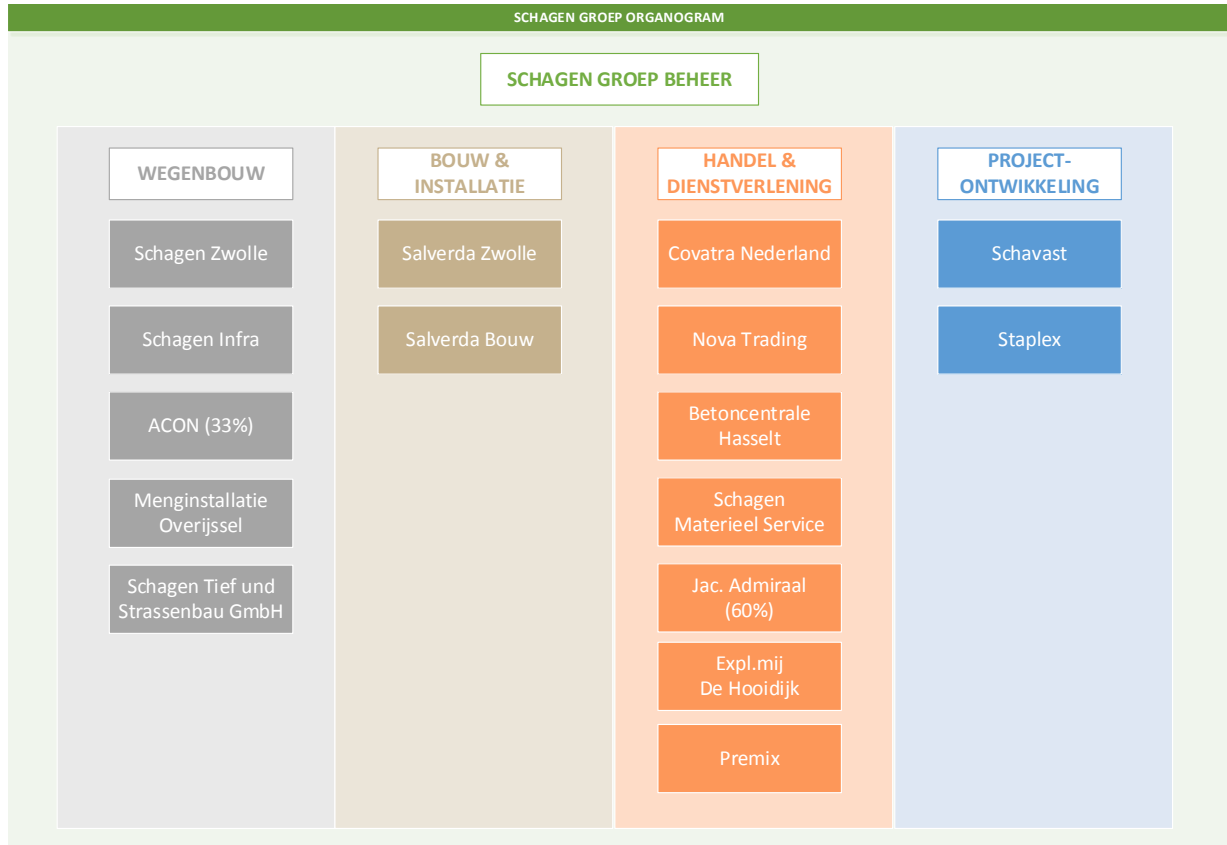 SCHAGEN GROEP ORGANOGRAM
SCHAGEN GROEP BEHEER
WEGENBOUW
Schagen Zwolle
Schagen Infra
ACON (33%)
Menginstallatie
Overijssel
Schagen Tief und
Strassenbau GmbH
BOUW &
INSTALLATIE
Salverda Zwolle
Salverda Bouw
HANDEL &
DIENSTVERLENING
Covatra Nederland
Nova Trading
Betoncentrale
Hasselt
Schagen
Materieel Service
Jac. Admiraal
(60%)
Expl.mij
De Hooidijk
Premix
PROJECT-
ONTWIKKELING
Schavast
Staplex